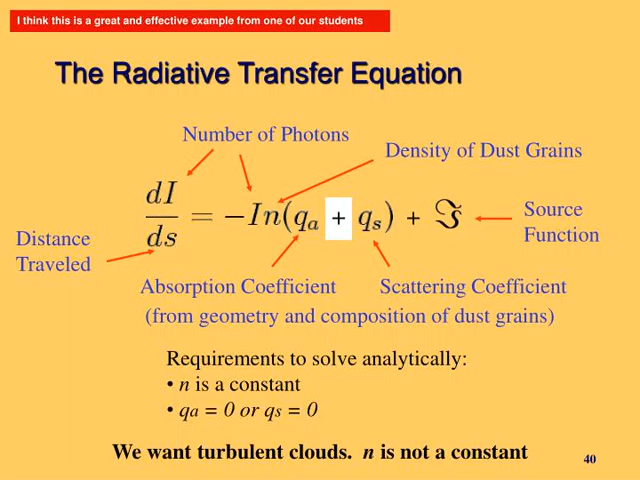 I think this is a great and effective example from one of our students
The Radiative Transfer Equation
Number of Photons
Density of Dust Grains
dI/ds = −In(qₐ + qₛ) + ℑ
Source
Function
Distance
Traveled
Absorption Coefficient
Scattering Coefficient
(from geometry and composition of dust grains)
Requirements to solve analytically:
• n is a constant
• qa = 0 or qs = 0
We want turbulent clouds. n is not a constant
40